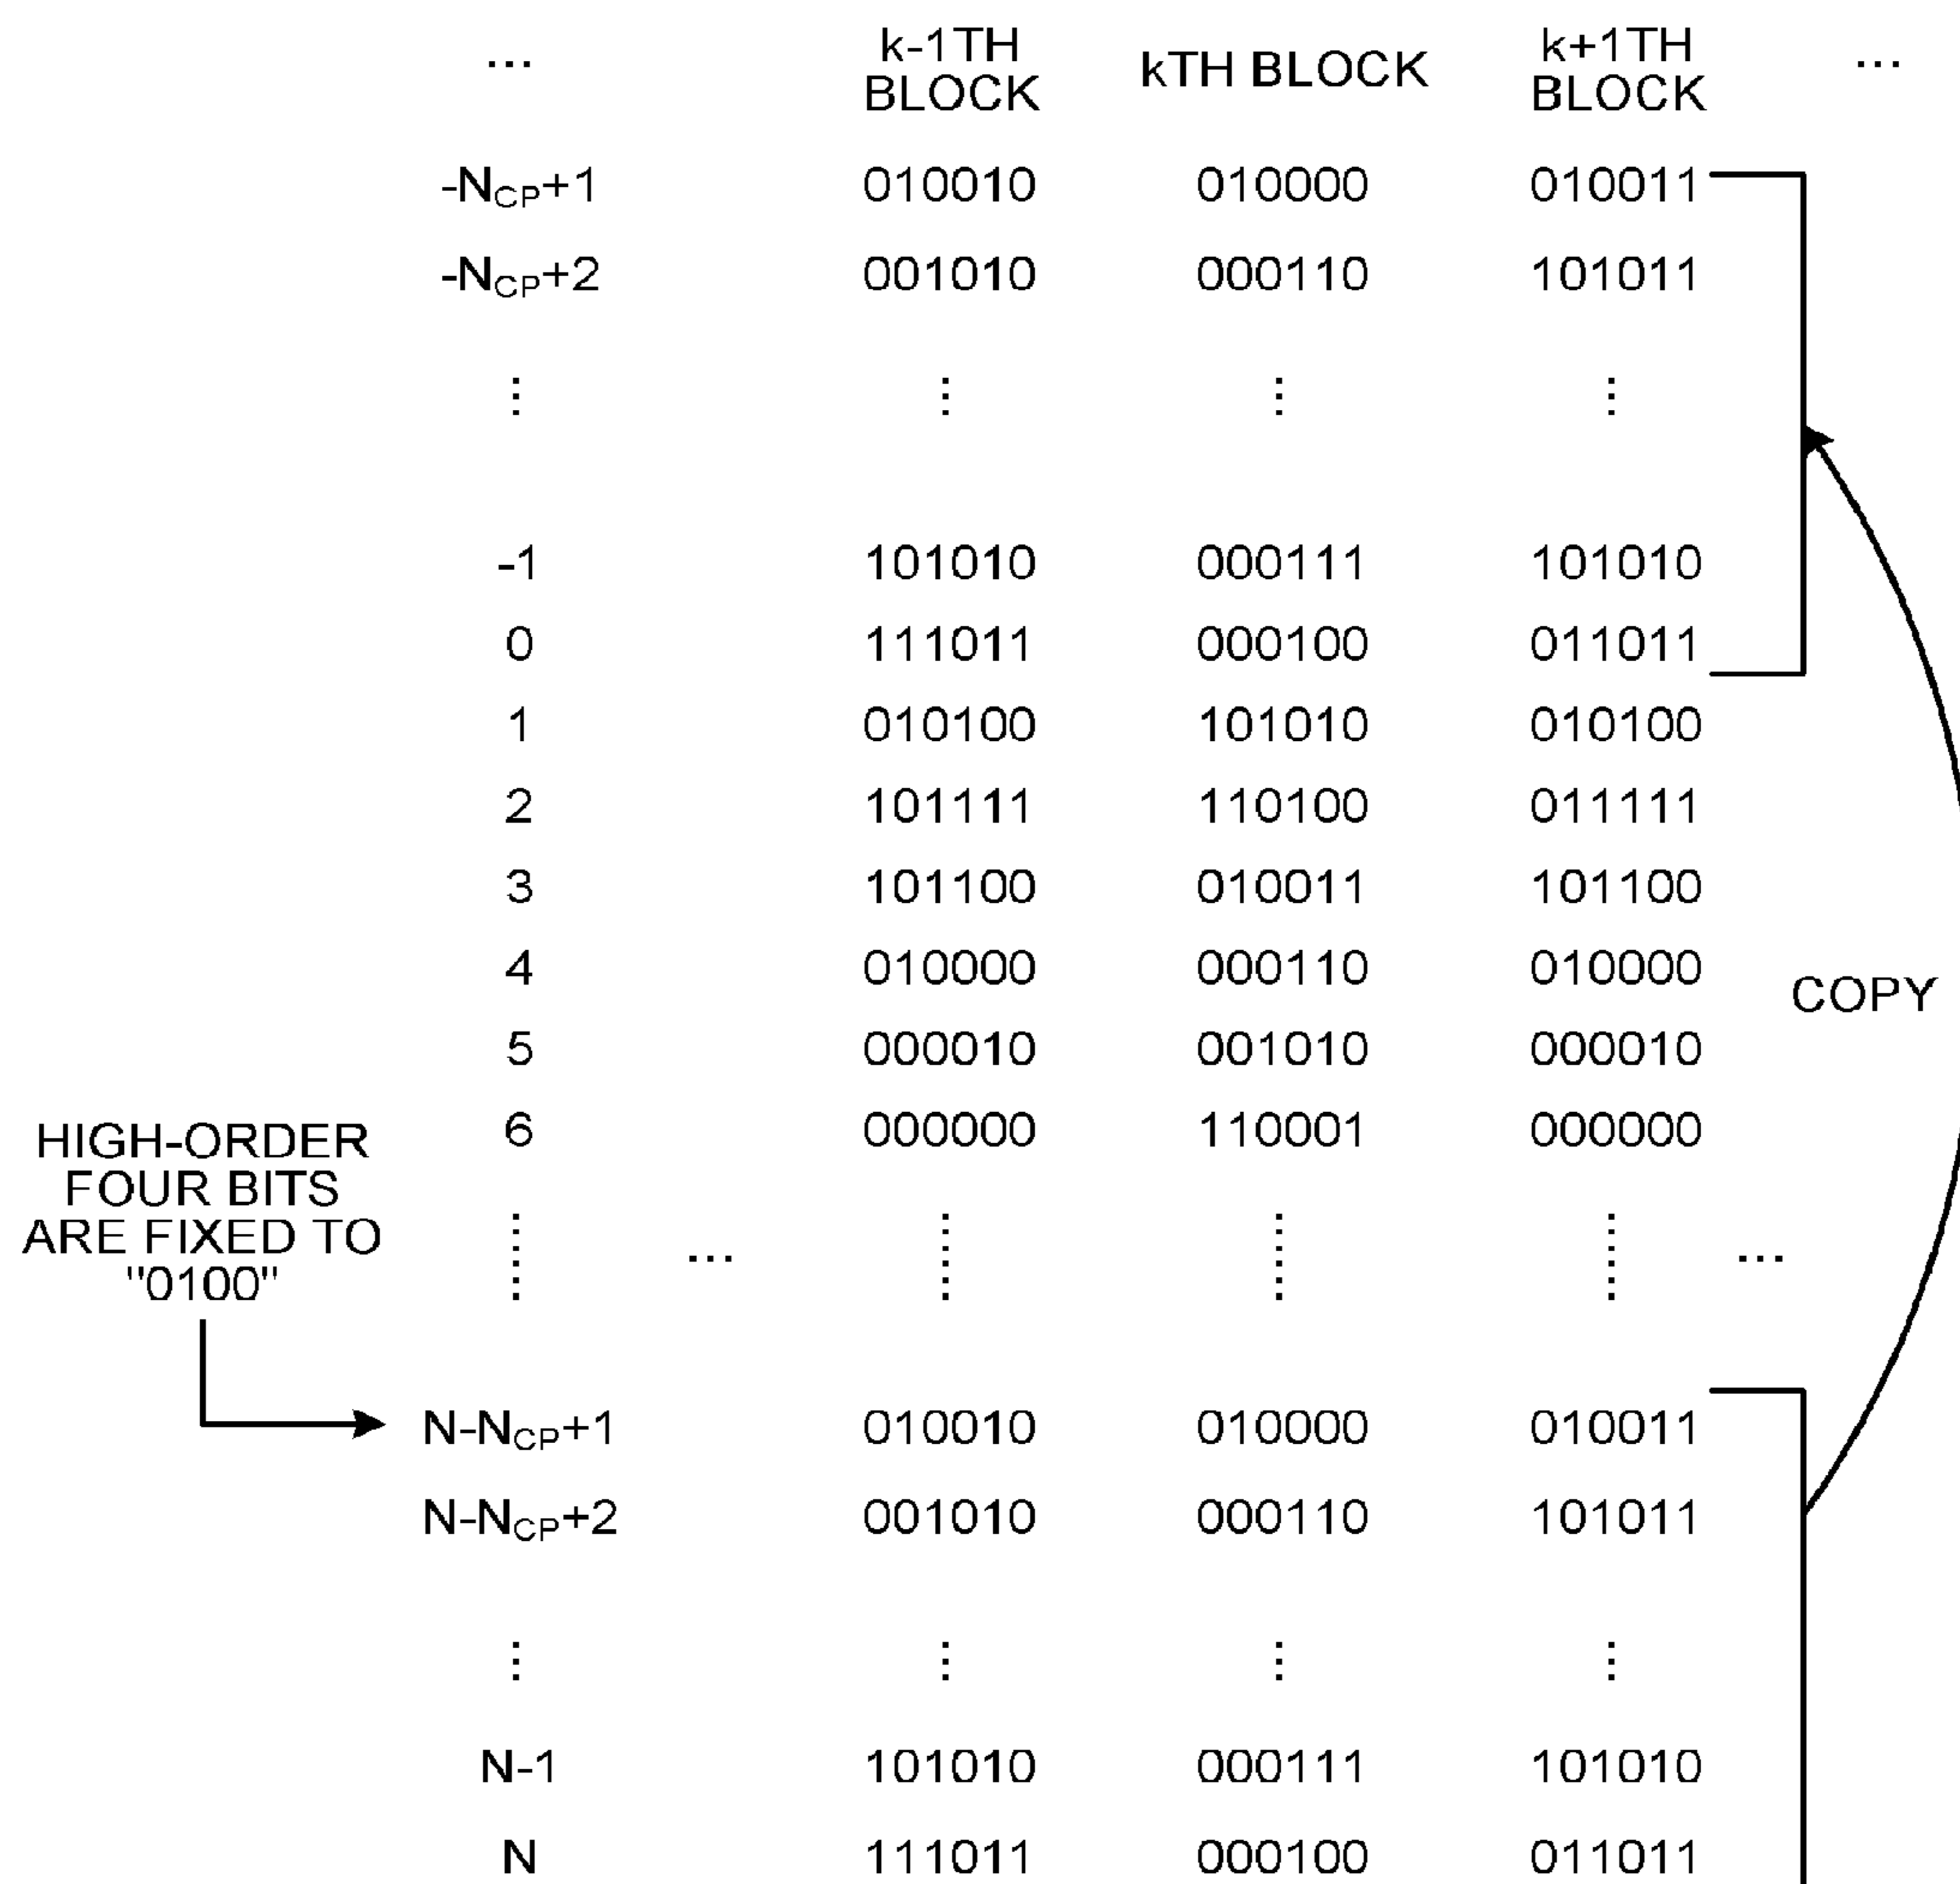 ... k-1TH BLOCK kTH BLOCK k+1TH BLOCK ...
-NCP+1 010010 010000 010011
-NCP+2 001010 000110 101011
⋮ ⋮ ⋮ ⋮
-1 101010 000111 101010
0 111011 000100 011011
1 010100 101010 010100
2 101111 110100 011111
3 101100 010011 101100
4 010000 000110 010000
COPY
5 000010 001010 000010
6 000000 110001 000000
HIGH-ORDER
FOUR BITS
ARE FIXED TO
"0100"
⋮ ... ⋮ ⋮ ⋮ ...
N-NCP+1 010010 010000 010011
N-NCP+2 001010 000110 101011
⋮ ⋮ ⋮ ⋮
N-1 101010 000111 101010
N 111011 000100 011011